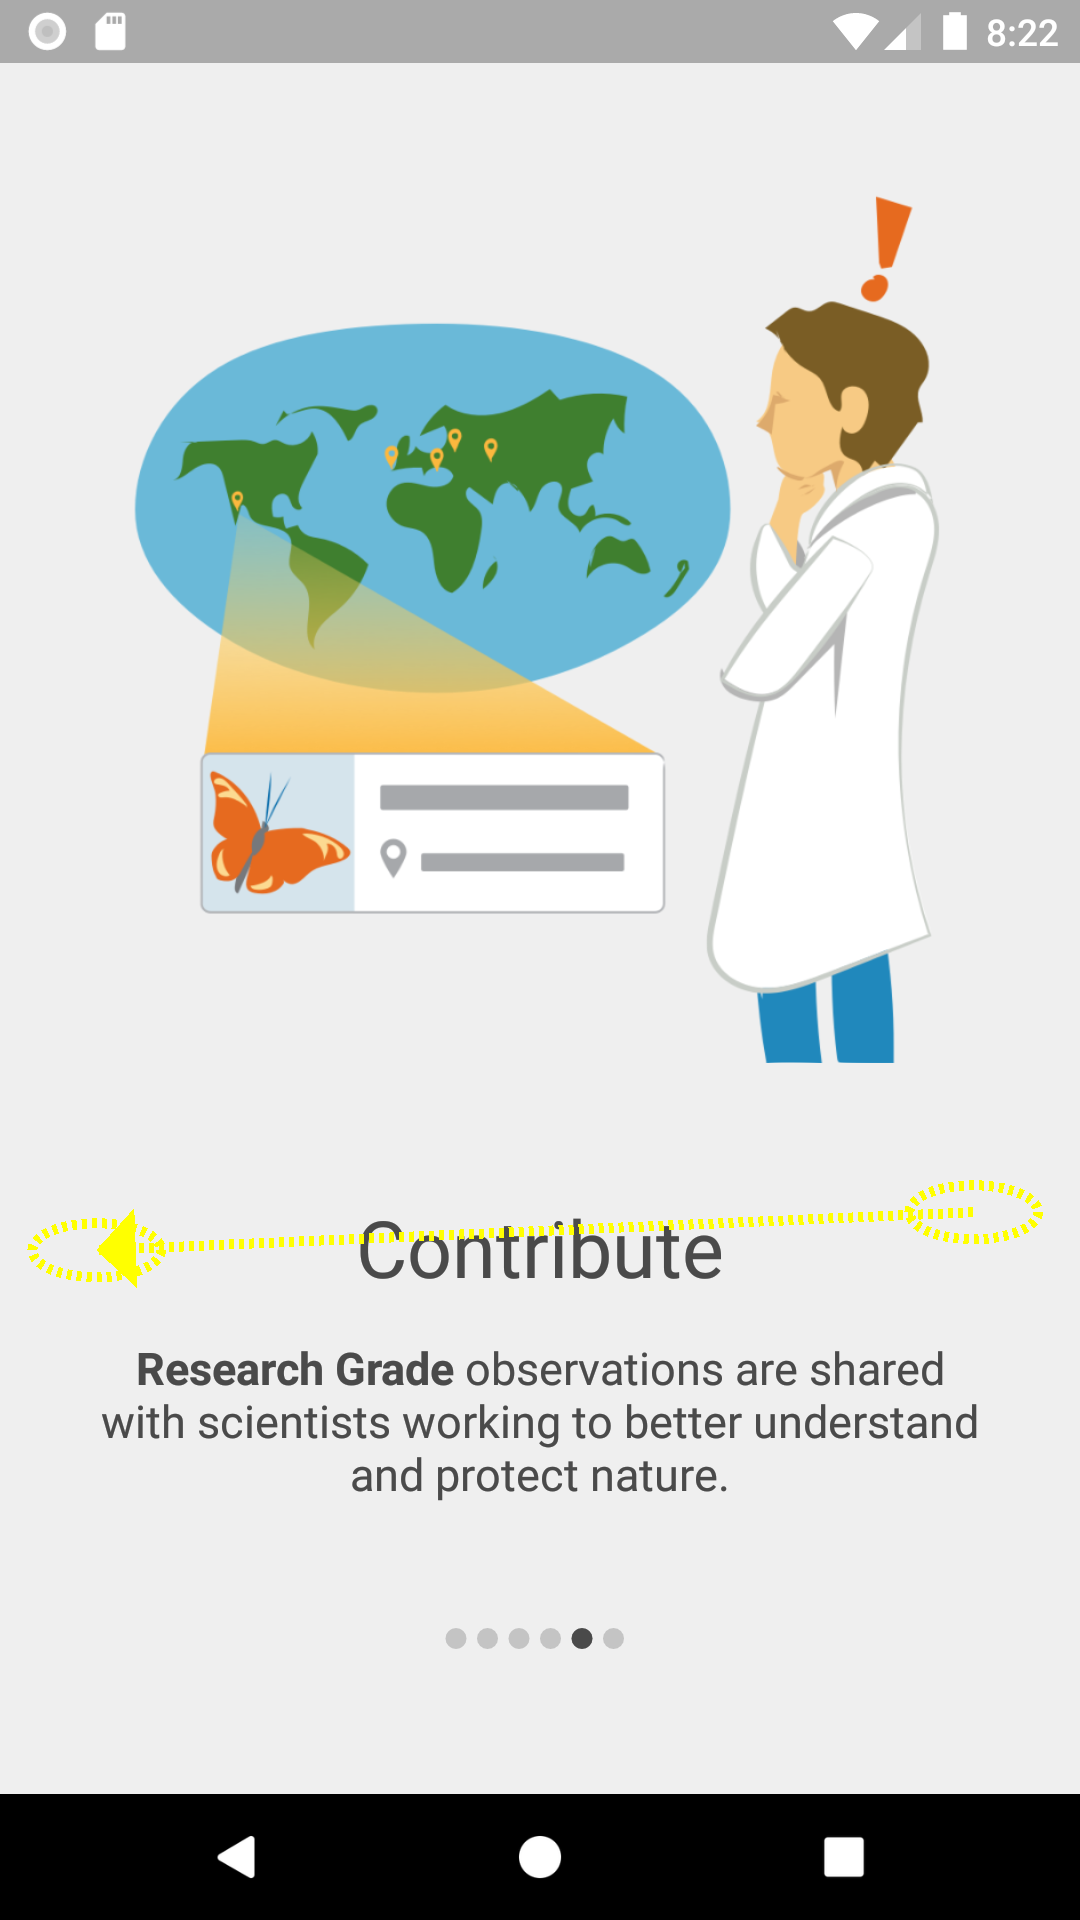 8:22
Contribute
Research Grade observations are shared
with scientists working to better understand
and protect nature.